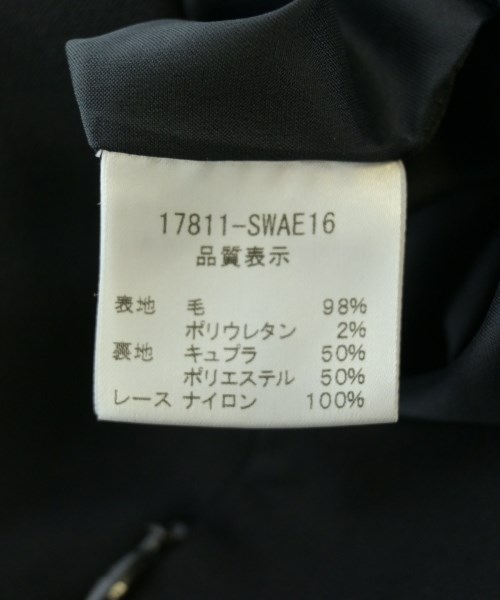 17811-SWAE16
品質表示
表地 毛 98%
ポリウレタン 2%
裏地 キュプラ 50%
ポリエステル 50%
レース ナイロン 100%